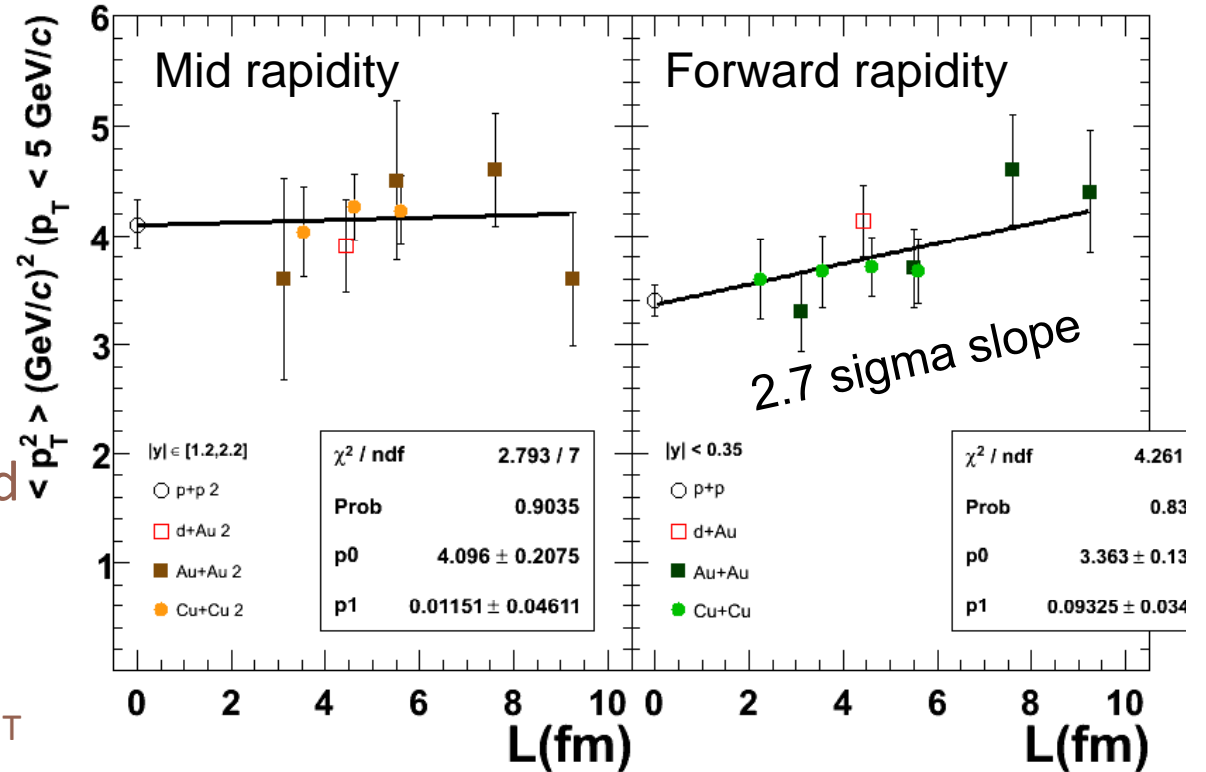 < p_T^2 > (GeV/c)^2 (p_T < 5 GeV/c)
6
5
4
3
2
1
Mid rapidity
|y| ∈ [1.2,2.2]
p+p 2
d+Au 2
Au+Au 2
Cu+Cu 2
χ² / ndf 2.793 / 7
Prob 0.9035
p0 4.096 ± 0.2075
p1 0.01151 ± 0.04611
0 2 4 6 8 10
L(fm)
Forward rapidity
2.7 sigma slope
|y| < 0.35
p+p
d+Au
Au+Au
Cu+Cu
χ² / ndf 4.261
Prob 0.83
p0 3.363 ± 0.13
p1 0.09325 ± 0.034
0 2 4 6 8 10
L(fm)
d
T